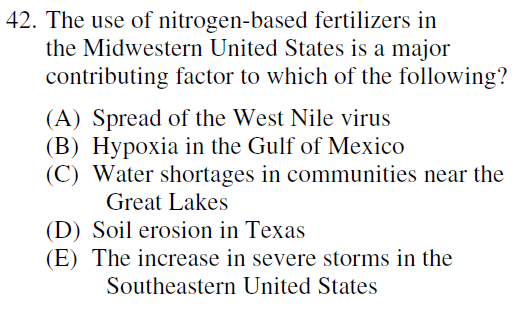 42. The use of nitrogen-based fertilizers in
the Midwestern United States is a major
contributing factor to which of the following?
(A) Spread of the West Nile virus
(B) Hypoxia in the Gulf of Mexico
(C) Water shortages in communities near the
Great Lakes
(D) Soil erosion in Texas
(E) The increase in severe storms in the
Southeastern United States